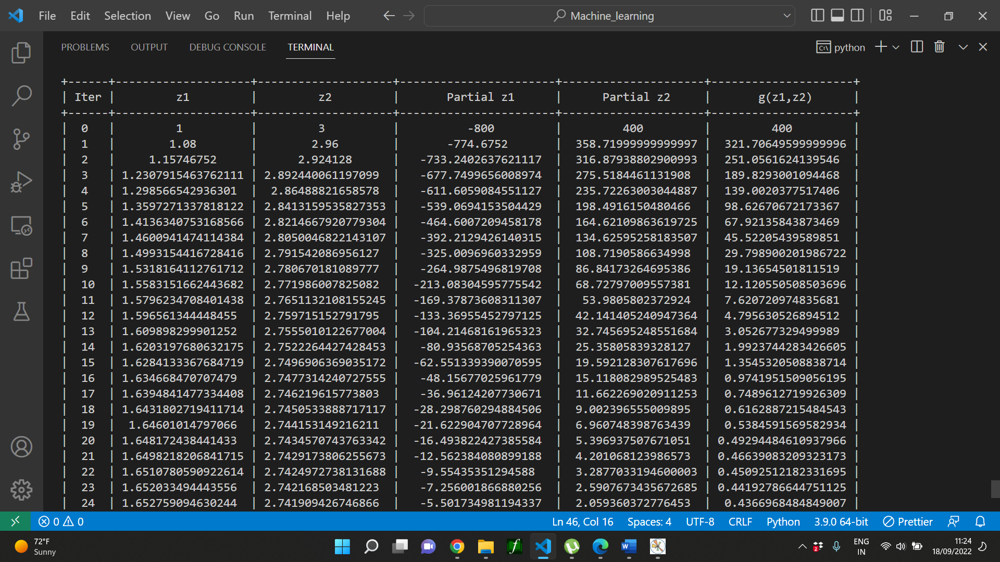 File Edit Selection View Go Run Terminal Help Machine_learning
PROBLEMS OUTPUT DEBUG CONSOLE TERMINAL python
+------+--------------------+--------------------+-----------------------+---------------------+---------------------+
| Iter | z1 | z2 | Partial z1 | Partial z2 | g(z1,z2) |
+------+--------------------+--------------------+-----------------------+---------------------+---------------------+
| 0 | 1 | 3 | -800 | 400 | 400 |
| 1 | 1.08 | 2.96 | -774.6752 | 358.71999999999997 | 321.70649599999996 |
| 2 | 1.15746752 | 2.924128 | -733.2402637621117 | 316.87938802900993 | 251.0561624139546 |
| 3 | 1.2307915463762111 | 2.892440061197099 | -677.7499656008974 | 275.5184461131908 | 189.8293001094468 |
| 4 | 1.298566542936301 | 2.86488821658578 | -611.6059084551127 | 235.72263003044887 | 139.0020377517406 |
| 5 | 1.3597271337818122 | 2.8413159535827353 | -539.0694153504429 | 198.4916150480466 | 98.62670672173367 |
| 6 | 1.4136340753168566 | 2.8214667920779304 | -464.6007209458178 | 164.62109863619725 | 67.92135843873469 |
| 7 | 1.4600941474114384 | 2.8050046822143107 | -392.2129426140315 | 134.62595258183507 | 45.52205439589851 |
| 8 | 1.4993154416728416 | 2.791542086956127 | -325.0096960332959 | 108.7190586634998 | 29.798900201986722 |
| 9 | 1.5318164112761712 | 2.780670181089777 | -264.9875496819708 | 86.84173264695386 | 19.13654501811519 |
| 10 | 1.5583151662443682 | 2.771986007825082 | -213.08304595775542 | 68.72797009557381 | 12.120550508503696 |
| 11 | 1.5796234708401438 | 2.7651132108155245 | -169.37873608311307 | 53.9805802372924 | 7.620720974835681 |
| 12 | 1.596561344448455 | 2.759715152791795 | -133.36955452797125 | 42.141405240947364 | 4.795630526894512 |
| 13 | 1.609898299901252 | 2.7555010122677004 | -104.21468161965323 | 32.745695248551684 | 3.052677329499989 |
| 14 | 1.6203197680632175 | 2.7522264427428453 | -80.93568705254363 | 25.35805839328127 | 1.9923744283426605 |
| 15 | 1.6284133367684719 | 2.7496906369035172 | -62.551339390070595 | 19.592128307617696 | 1.3545320508838714 |
| 16 | 1.634668470707479 | 2.7477314240727555 | -48.15677025961779 | 15.118082989525483 | 0.9741951509056195 |
| 17 | 1.6394841477334408 | 2.746219615773803 | -36.96124207730671 | 11.662269020911253 | 0.7489612719926309 |
| 18 | 1.6431802719411714 | 2.7450533888717117 | -28.298760294884506 | 9.002396555009895 | 0.6162887215484543 |
| 19 | 1.64601014797066 | 2.744153149216211 | -21.622904707728964 | 6.960748398763439 | 0.5384591569582934 |
| 20 | 1.648172438441433 | 2.7434570743763342 | -16.493822427385584 | 5.396937507671051 | 0.49294484610937966 |
| 21 | 1.6498218206841715 | 2.7429173806255673 | -12.562384080899188 | 4.201068123986573 | 0.46639083209323173 |
| 22 | 1.6510780590922614 | 2.7424972738131688 | -9.55435351294588 | 3.2877033194600003 | 0.45092512182331695 |
| 23 | 1.652033494443556 | 2.742168503481223 | -7.256001866880256 | 2.5907673435672685 | 0.44192786644751125 |
| 24 | 1.652759094630244 | 2.741909426746866 | -5.501734981194337 | 2.059360372776453 | 0.4366968484849007 |
0 0 Ln 46, Col 16 Spaces: 4 UTF-8 CRLF Python 3.9.0 64-bit Prettier
72°F
Sunny
2
ENG
IN
11:24
18/09/2022